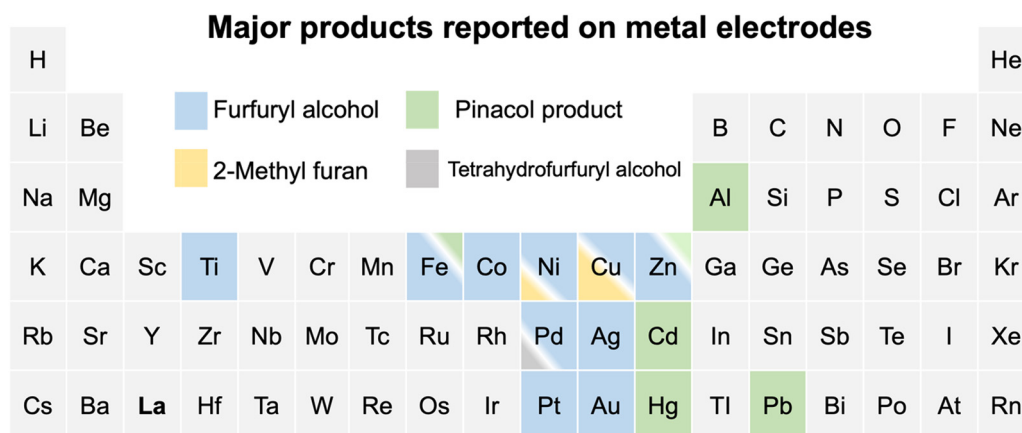 Major products reported on metal electrodes
H He
Furfuryl alcohol Pinacol product
Li Be B C N O F Ne
2-Methyl furan Tetrahydrofurfuryl alcohol
Na Mg Al Si P S Cl Ar
K Ca Sc Ti V Cr Mn Fe Co Ni Cu Zn Ga Ge As Se Br Kr
Rb Sr Y Zr Nb Mo Tc Ru Rh Pd Ag Cd In Sn Sb Te I Xe
Cs Ba La Hf Ta W Re Os Ir Pt Au Hg Tl Pb Bi Po At Rn